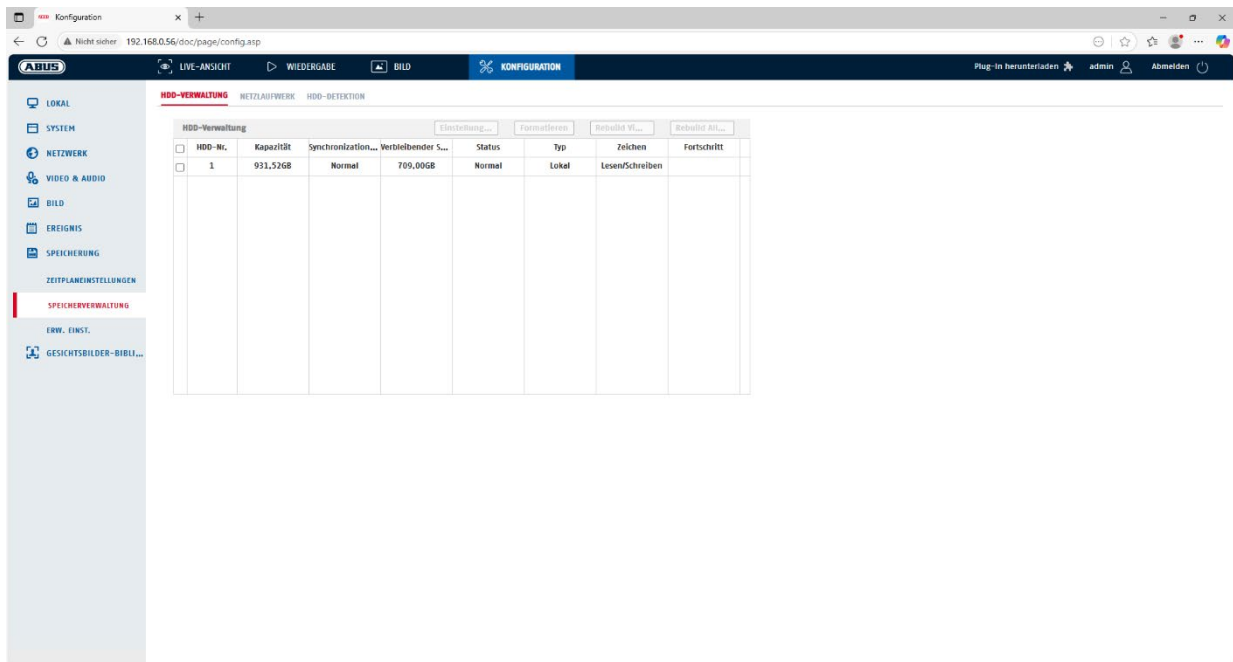 ABUS Konfiguration
Nicht sicher 192.168.0.56/doc/page/config.asp
ABUS LIVE-ANSICHT WIEDERGABE BILD KONFIGURATION Plug-In herunterladen admin Abmelden
HDD-VERWALTUNG NETZLAUFWERK HDD-DETEKTION
LOKAL
SYSTEM
NETZWERK
VIDEO & AUDIO
BILD
EREIGNIS
SPEICHERUNG
ZEITPLANEINSTELLUNGEN
SPEICHERVERWALTUNG
ERW. EINST.
GESICHTSBILDER-BIBLI...
HDD-Verwaltung Einstellung... Formatieren Rebuild Vi... Rebuild All...
HDD-Nr. Kapazität Synchronization... Verbleibender S... Status Typ Zeichen Fortschritt
1 931,52GB Normal 709,00GB Normal Lokal Lesen/Schreiben